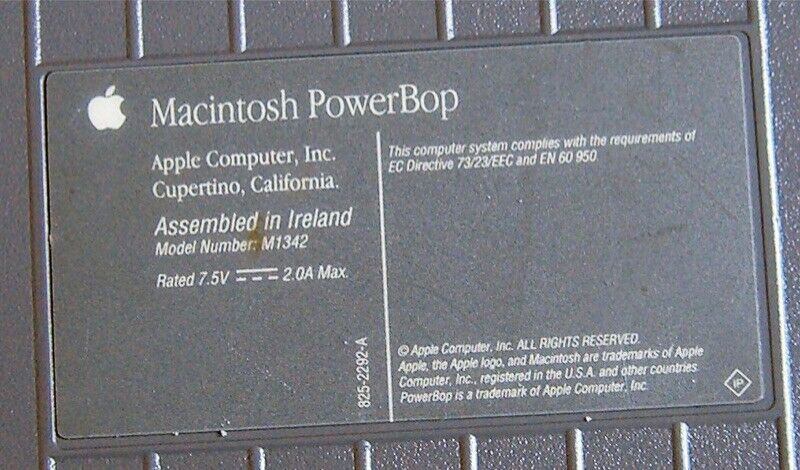 Macintosh PowerBop
Apple Computer, Inc.
Cupertino, California.
Assembled in Ireland
Model Number: M1342
Rated 7.5V 2.0A Max.
825-2292-A
This computer system complies with the requirements of
EC Directive 73/23/EEC and EN 60 950
© Apple Computer, Inc. ALL RIGHTS RESERVED.
Apple, the Apple logo, and Macintosh are trademarks of Apple
Computer, Inc., registered in the U.S.A. and other countries.
PowerBop is a trademark of Apple Computer, Inc.
IP